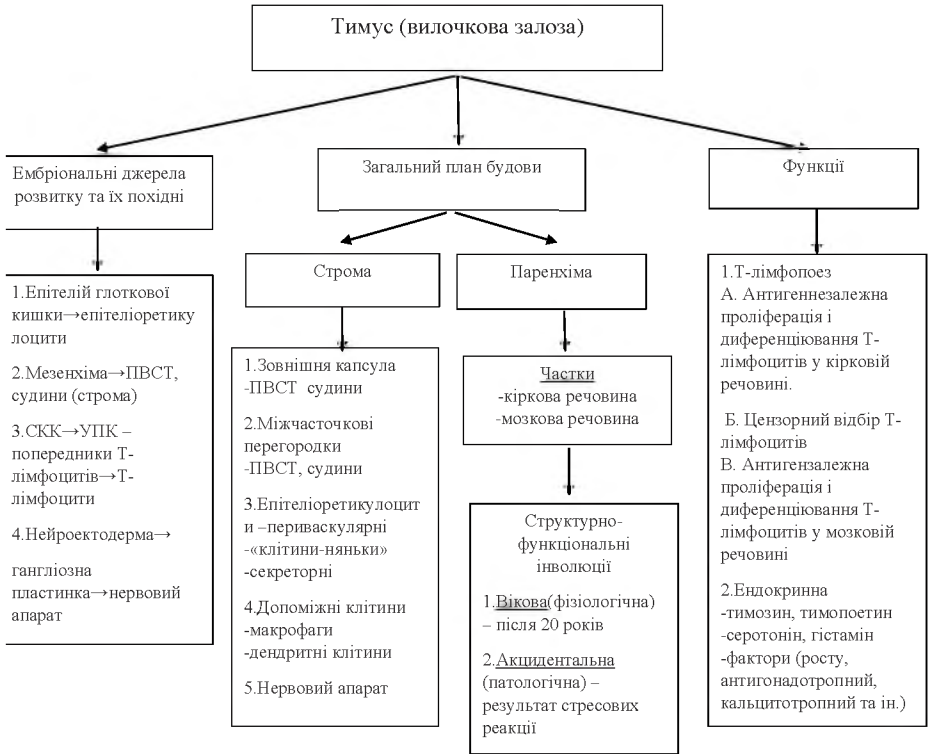 Тимус (вилочкова залоза)
Ембріональні джерела
розвитку та їх похідні
Загальний план будови
Функції
1.Епітелій глоткової
кишки→епітеліоретику
лоцити
2.Мезенхіма→ПВСТ,
судини (строма)
3.СКК→УПК –
попередники Т-
лімфоцитів→Т-
лімфоцити
4.Нейроектодерма→
гангліозна
пластинка→нервовий
апарат
Строма
1.Зовнішня капсула
-ПВСТ судини
2.Міжчасточкові
перегородки
-ПВСТ, судини
3.Епітеліоретикулоцит
и –периваскулярні
-«клітини-няньки»
-секреторні
4.Допоміжні клітини
-макрофаги
-дендритні клітини
5.Нервовий апарат
Паренхіма
Частки
-кіркова речовина
-мозкова речовина
Структурно-
функціональні
інволюції
1.Вікова(фізіологічна)
– після 20 років
2.Акцидентальна
(патологічна) –
результат стресових
реакції
1.Т-лімфопоез
А. Антигеннезалежна
проліферація і
диференціювання Т-
лімфоцитів у кірковій
речовині.
Б. Цензорний відбір Т-
лімфоцитів
В. Антигензалежна
проліферація і
диференціювання Т-
лімфоцитів у мозковій
речовині
2.Ендокринна
-тимозин, тимопоетин
-серотонін, гістамін
-фактори (росту,
антигонадотропний,
кальцитотропний та ін.)